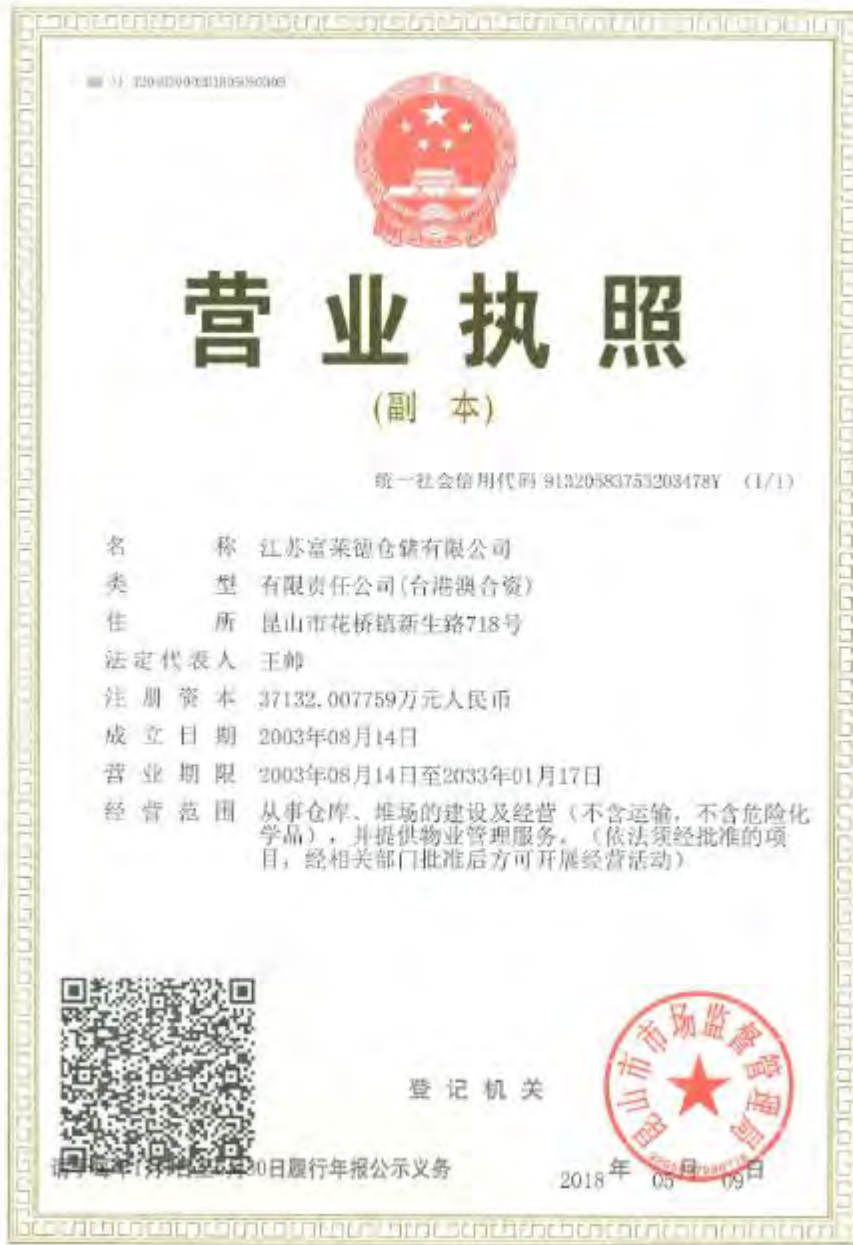 营业执照
(副 本)
统一社会信用代码 91320583753203478Y (1/1)
名 称 江苏富莱德仓储有限公司
类 型 有限责任公司(台港澳合资)
住 所 昆山市花桥镇新生路718号
法定代表人 王帅
注册资本 37132.007759万元人民币
成立日期 2003年08月14日
营业期限 2003年08月14日至2033年01月17日
经营范围 从事仓库、堆场的建设及经营（不含运输，不含危险化
学品），并提供物业管理服务。（依法须经批准的项
目，经相关部门批准后方可开展经营活动）
昆山市市场监督管理局
登记机关
30日履行年报公示义务
2018年 05月 09日